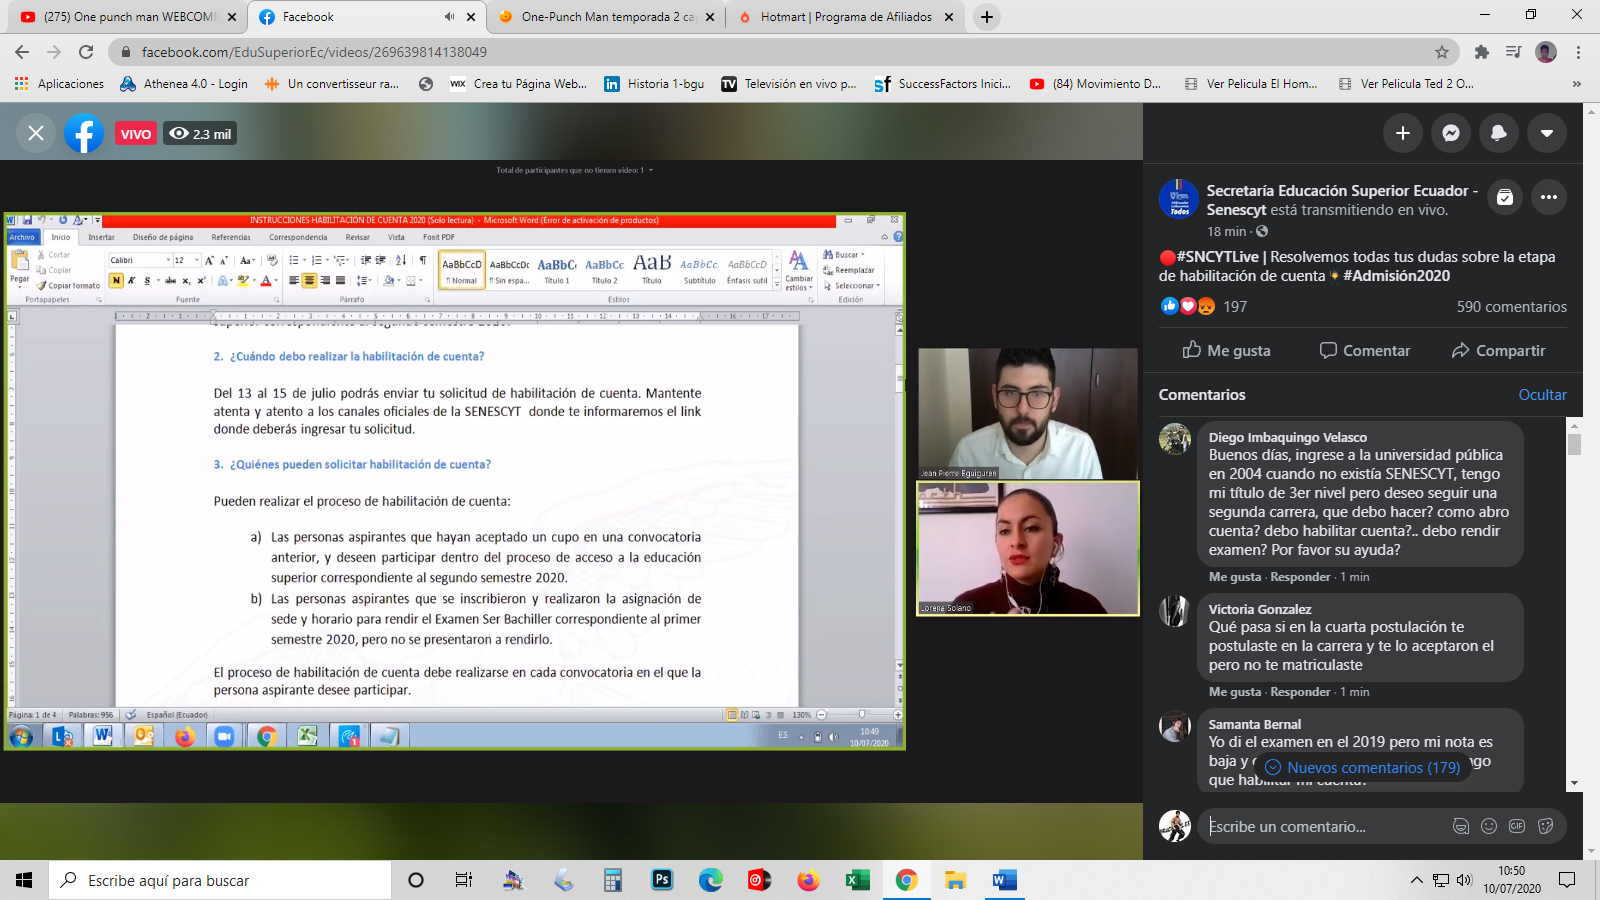 (275) One punch man WEBCOMI
Facebook
One-Punch Man temporada 2 ca
Hotmart | Programa de Afiliados
facebook.com/EduSuperiorEc/videos/269639814138049
Aplicaciones
Athenea 4.0 - Login
Un convertisseur ra...
WIX Crea tu Página Web...
Historia 1-bgu
TV Televisión en vivo p...
SuccessFactors Inici...
(84) Movimiento D...
Ver Pelicula El Hom...
Ver Pelicula Ted 2 O...
VIVO
2.3 mil
Total de participantes que no tienen video: 1
INSTRUCCIONES HABILITACIÓN DE CUENTA 2020 (Solo lectura) - Microsoft Word (Error de activación de productos)
Archivo Inicio Insertar Diseño de página Referencias Correspondencia Revisar Vista Foxit PDF
Pegar
Cortar
Copiar
Copiar formato
Portapapeles
Calibri 12
N K S abc x₂ x²
Fuente
Párrafo
AaBbCcD AaBbCcDc AaBbC AaBbCc AaB AaBbCc. AaBbCcD
Normal Sin espa... Título 1 Título 2 Título Subtítulo Énfasis sutil
Estilos
Cambiar estilos
Buscar
Reemplazar
Seleccionar
Edición
superior correspondiente al segundo semestre 2020.
2. ¿Cuándo debo realizar la habilitación de cuenta?
Del 13 al 15 de julio podrás enviar tu solicitud de habilitación de cuenta. Mantente
atenta y atento a los canales oficiales de la SENESCYT donde te informaremos el link
donde deberás ingresar tu solicitud.
3. ¿Quiénes pueden solicitar habilitación de cuenta?
Pueden realizar el proceso de habilitación de cuenta:
a) Las personas aspirantes que hayan aceptado un cupo en una convocatoria
anterior, y deseen participar dentro del proceso de acceso a la educación
superior correspondiente al segundo semestre 2020.
b) Las personas aspirantes que se inscribieron y realizaron la asignación de
sede y horario para rendir el Examen Ser Bachiller correspondiente al primer
semestre 2020, pero no se presentaron a rendirlo.
El proceso de habilitación de cuenta debe realizarse en cada convocatoria en el que la
persona aspirante desee participar.
Página: 1 de 4 Palabras: 956 Español (Ecuador)
130%
ES
10:49
10/07/2020
Jean Pierre Eguiguren
Lorena Solano
Secretaría Educación Superior Ecuador -
Senescyt está transmitiendo en vivo.
18 min ·
#SNCYTLive | Resolvemos todas tus dudas sobre la etapa
de habilitación de cuenta #Admisión2020
197
590 comentarios
Me gusta
Comentar
Compartir
Comentarios
Ocultar
Diego Imbaquingo Velasco
Buenos días, ingrese a la universidad pública
en 2004 cuando no existía SENESCYT, tengo
mi título de 3er nivel pero deseo seguir una
segunda carrera, que debo hacer? como abro
cuenta? debo habilitar cuenta?.. debo rendir
examen? Por favor su ayuda?
Me gusta · Responder · 1 min
Victoria Gonzalez
Qué pasa si en la cuarta postulación te
postulaste en la carrera y te lo aceptaron el
pero no te matriculaste
Me gusta · Responder · 1 min
Samanta Bernal
Yo di el examen en el 2019 pero mi nota es
baja y
Nuevos comentarios (179)
que habilitar mi cuenta?
Escribe un comentario...
GIF
Escribe aquí para buscar
Ps
10:50
10/07/2020